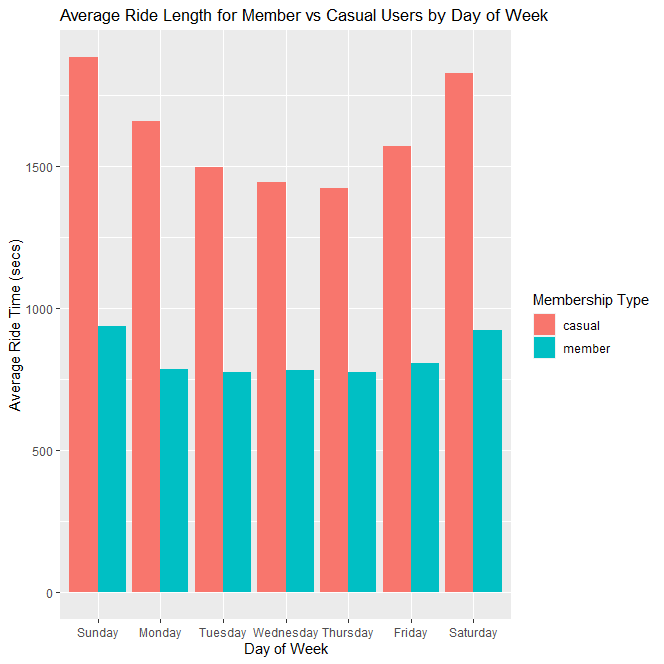 Average Ride Length for Member vs Casual Users by Day of Week
Average Ride Time (secs)
1500
1000
500
0
Sunday Monday Tuesday Wednesday Thursday Friday Saturday
Day of Week
Membership Type
casual
member